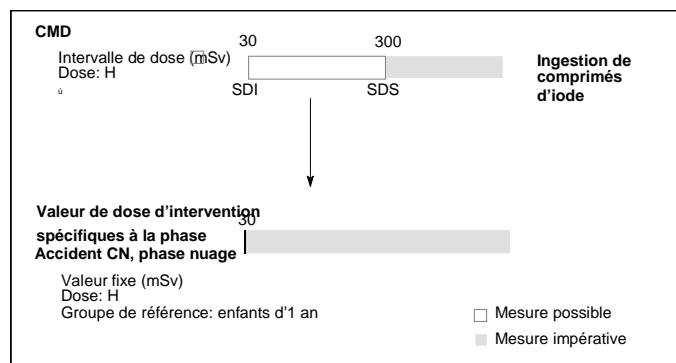 CMD
30
300
Intervalle de dose (mSv)
Dose: H
ú
SDI
SDS
Ingestion de
comprimés
d'iode
Valeur de dose d'intervention
30
spécifiques à la phase
Accident CN, phase nuage
Valeur fixe (mSv)
Dose: H
Groupe de référence: enfants d'1 an
Mesure possible
Mesure impérative